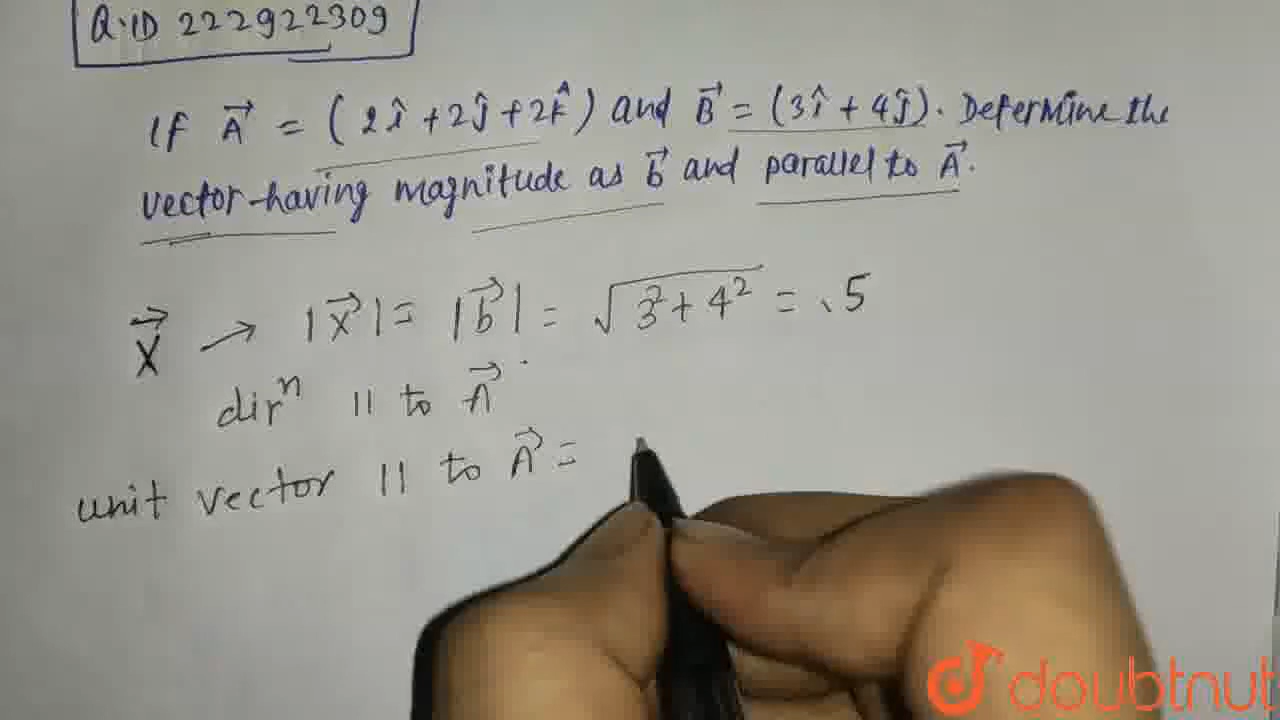 Q.ID 222922309
If A⃗ = (2î + 2ĵ + 2k̂) and B⃗ = (3î + 4ĵ). Determine the
vector having magnitude as b⃗ and parallel to A⃗.
X⃗ → |X⃗| = |b⃗| = √3² + 4² = 5
dirⁿ || to A⃗
unit vector || to A⃗ =
doubtnut